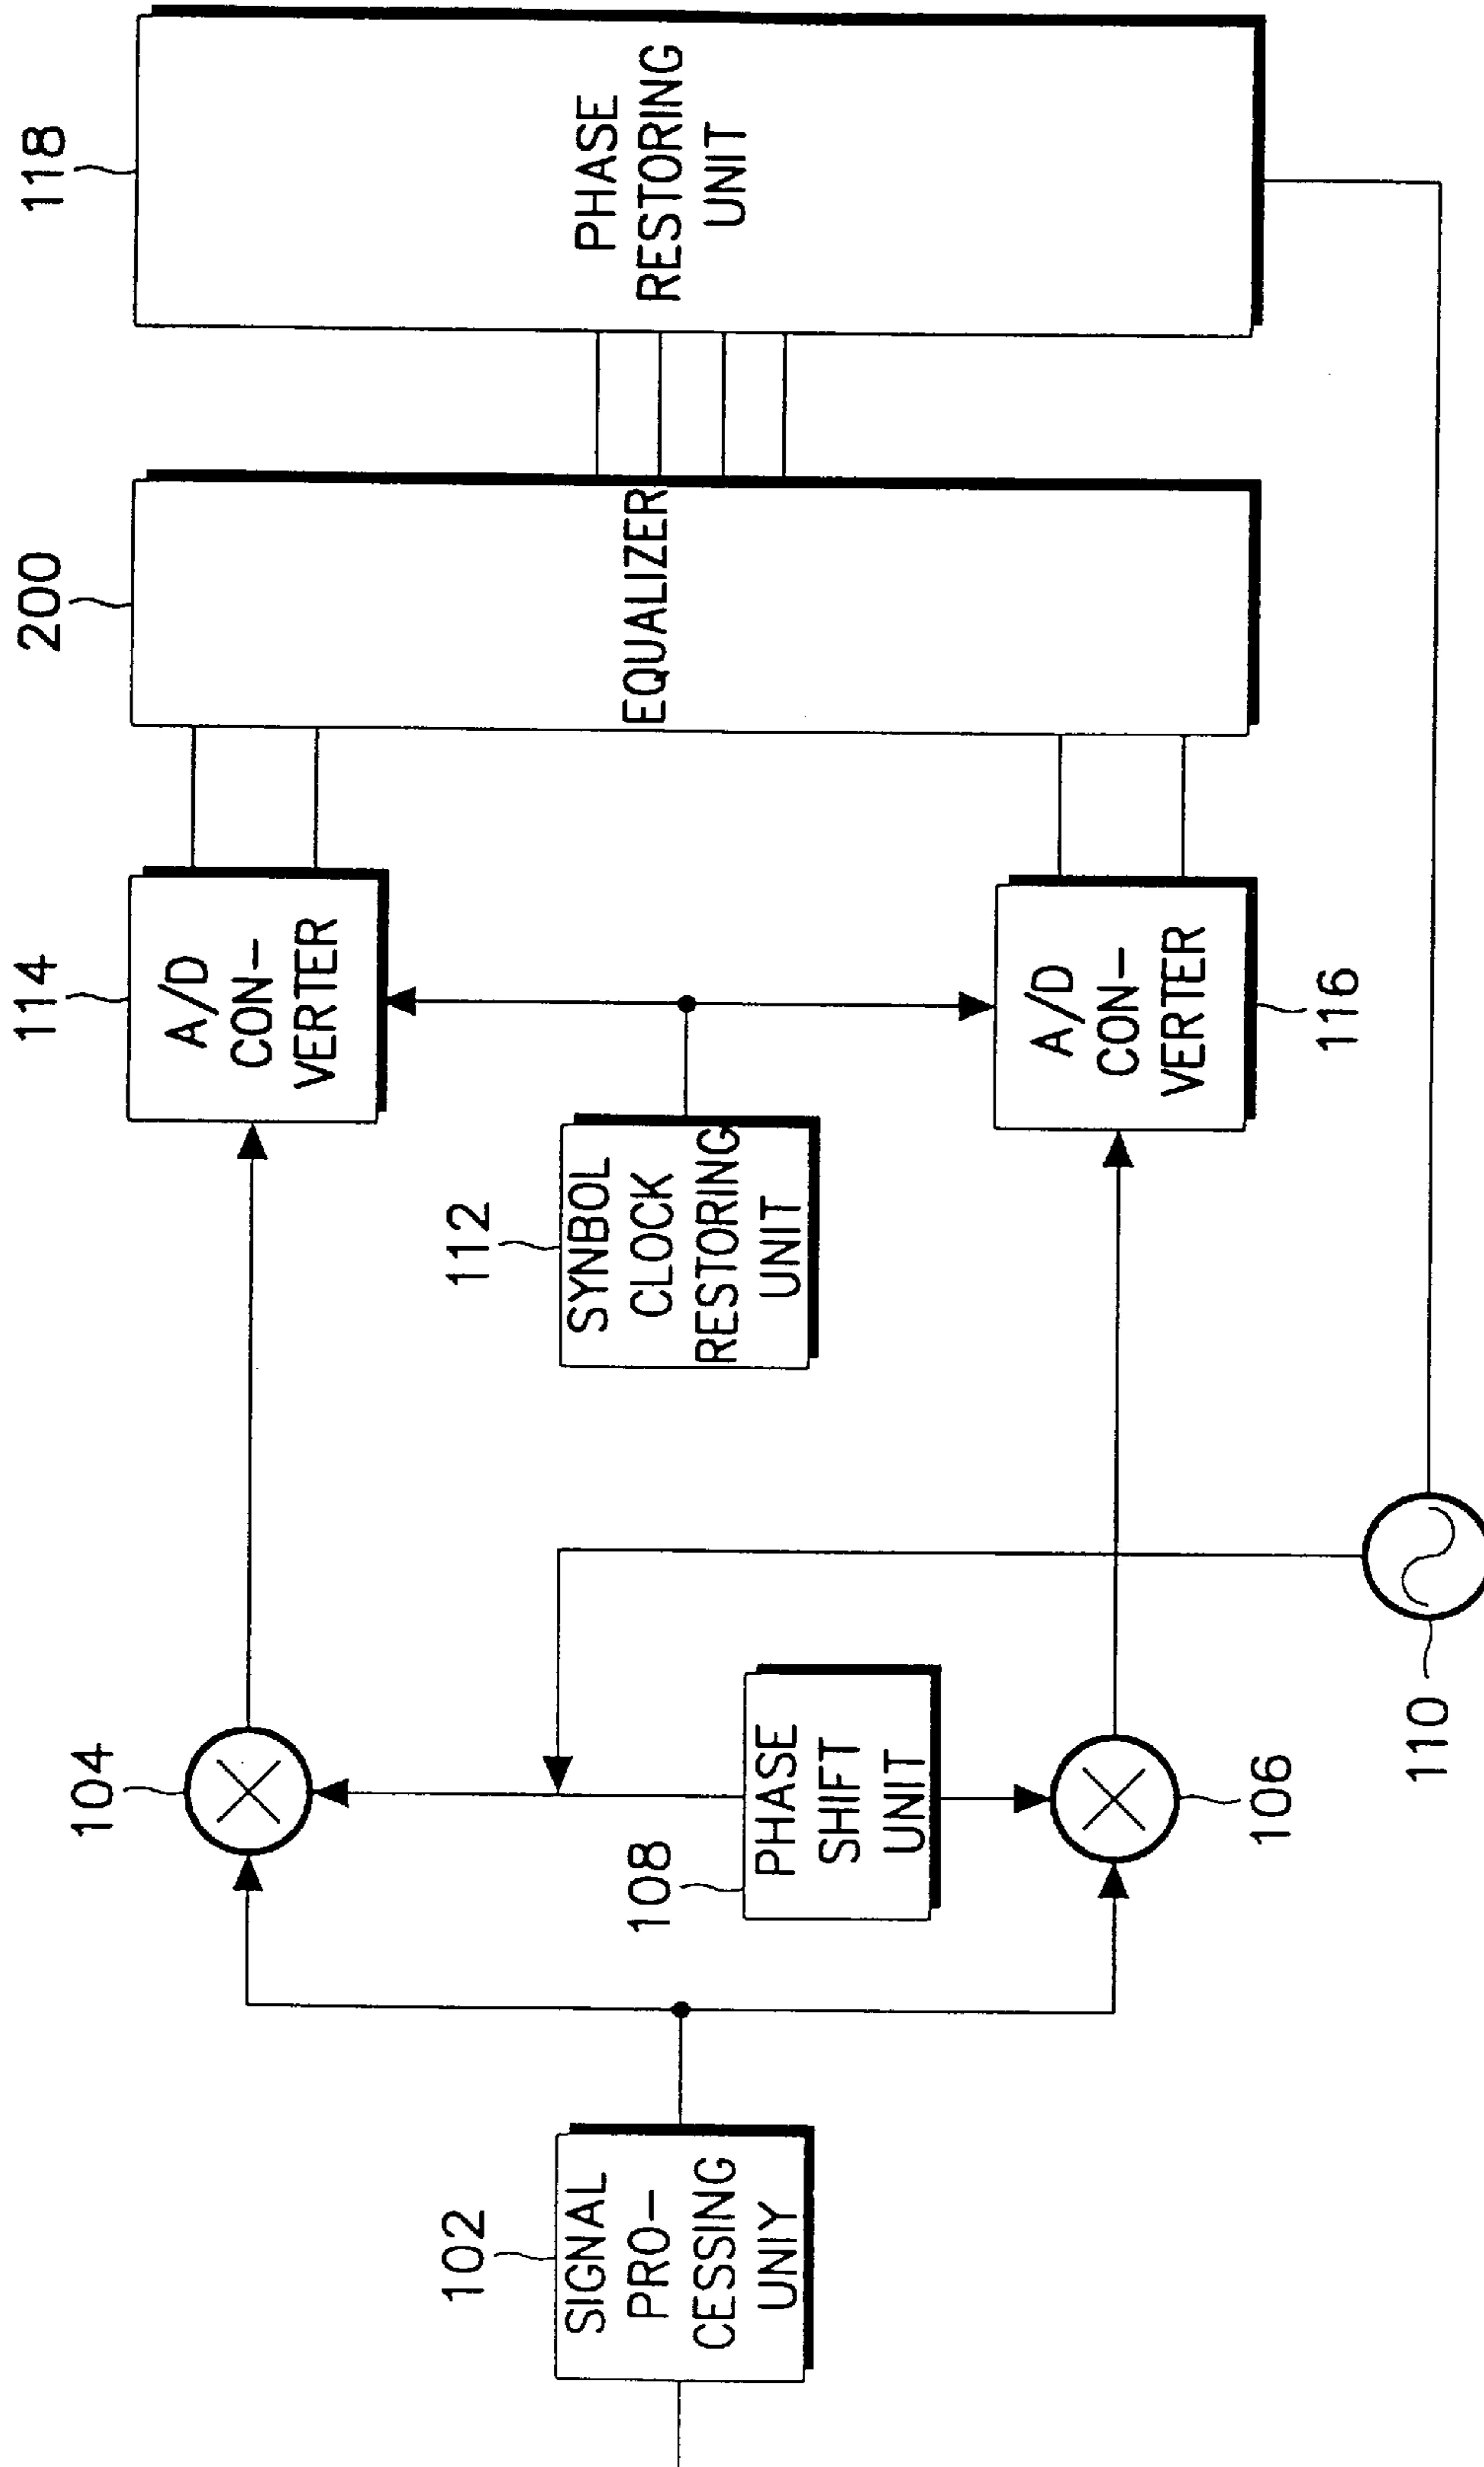 102
SIGNAL
PRO-
CESSING
UNIY
104
108
PHASE
SHIFT
UNIT
106
110
112
SYNBOL
CLOCK
RESTORING
UNIT
114
A/D
CON-
VERTER
A/D
CON-
VERTER
116
200
EQUALIZER
118
PHASE
RESTORING
UNIT